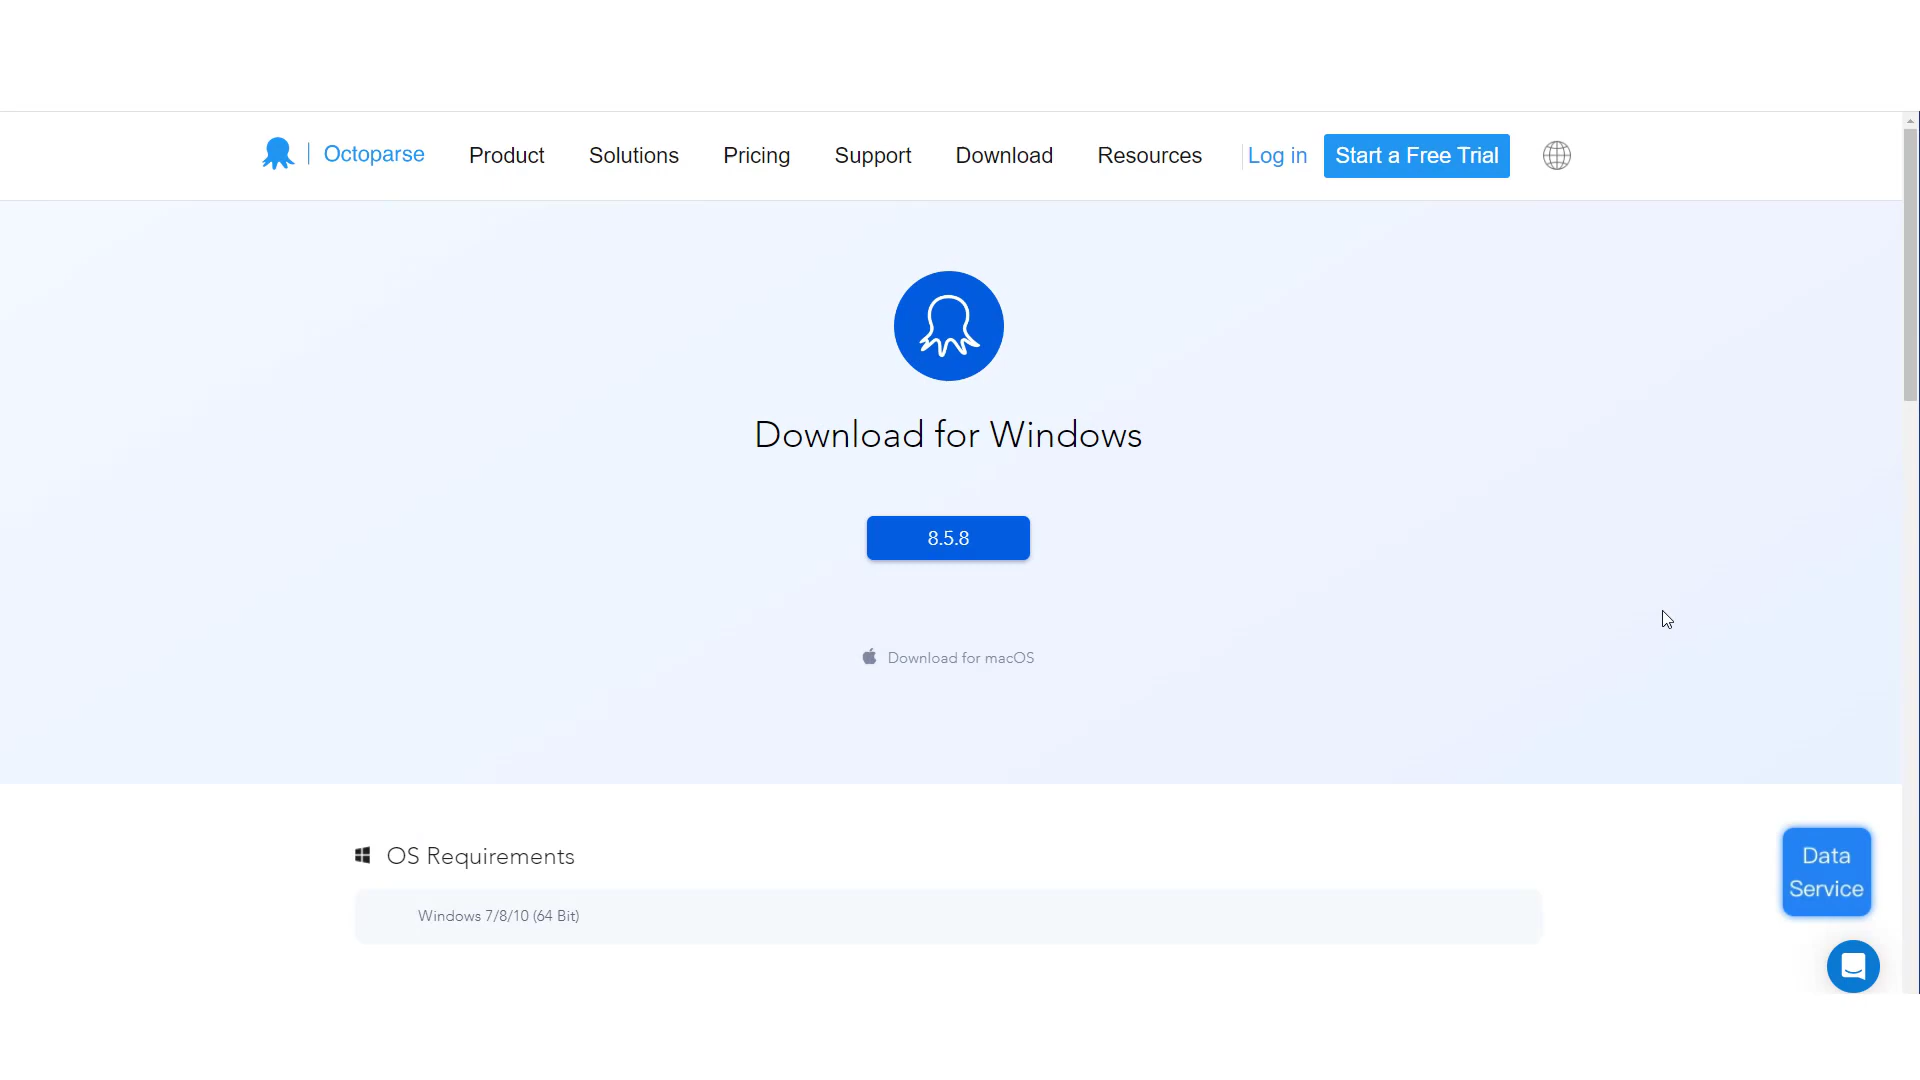 Octoparse Product Solutions Pricing Support Download Resources Log in Start a Free Trial
Download for Windows
8.5.8
Download for macOS
OS Requirements
Windows 7/8/10 (64 Bit)
Data
Service